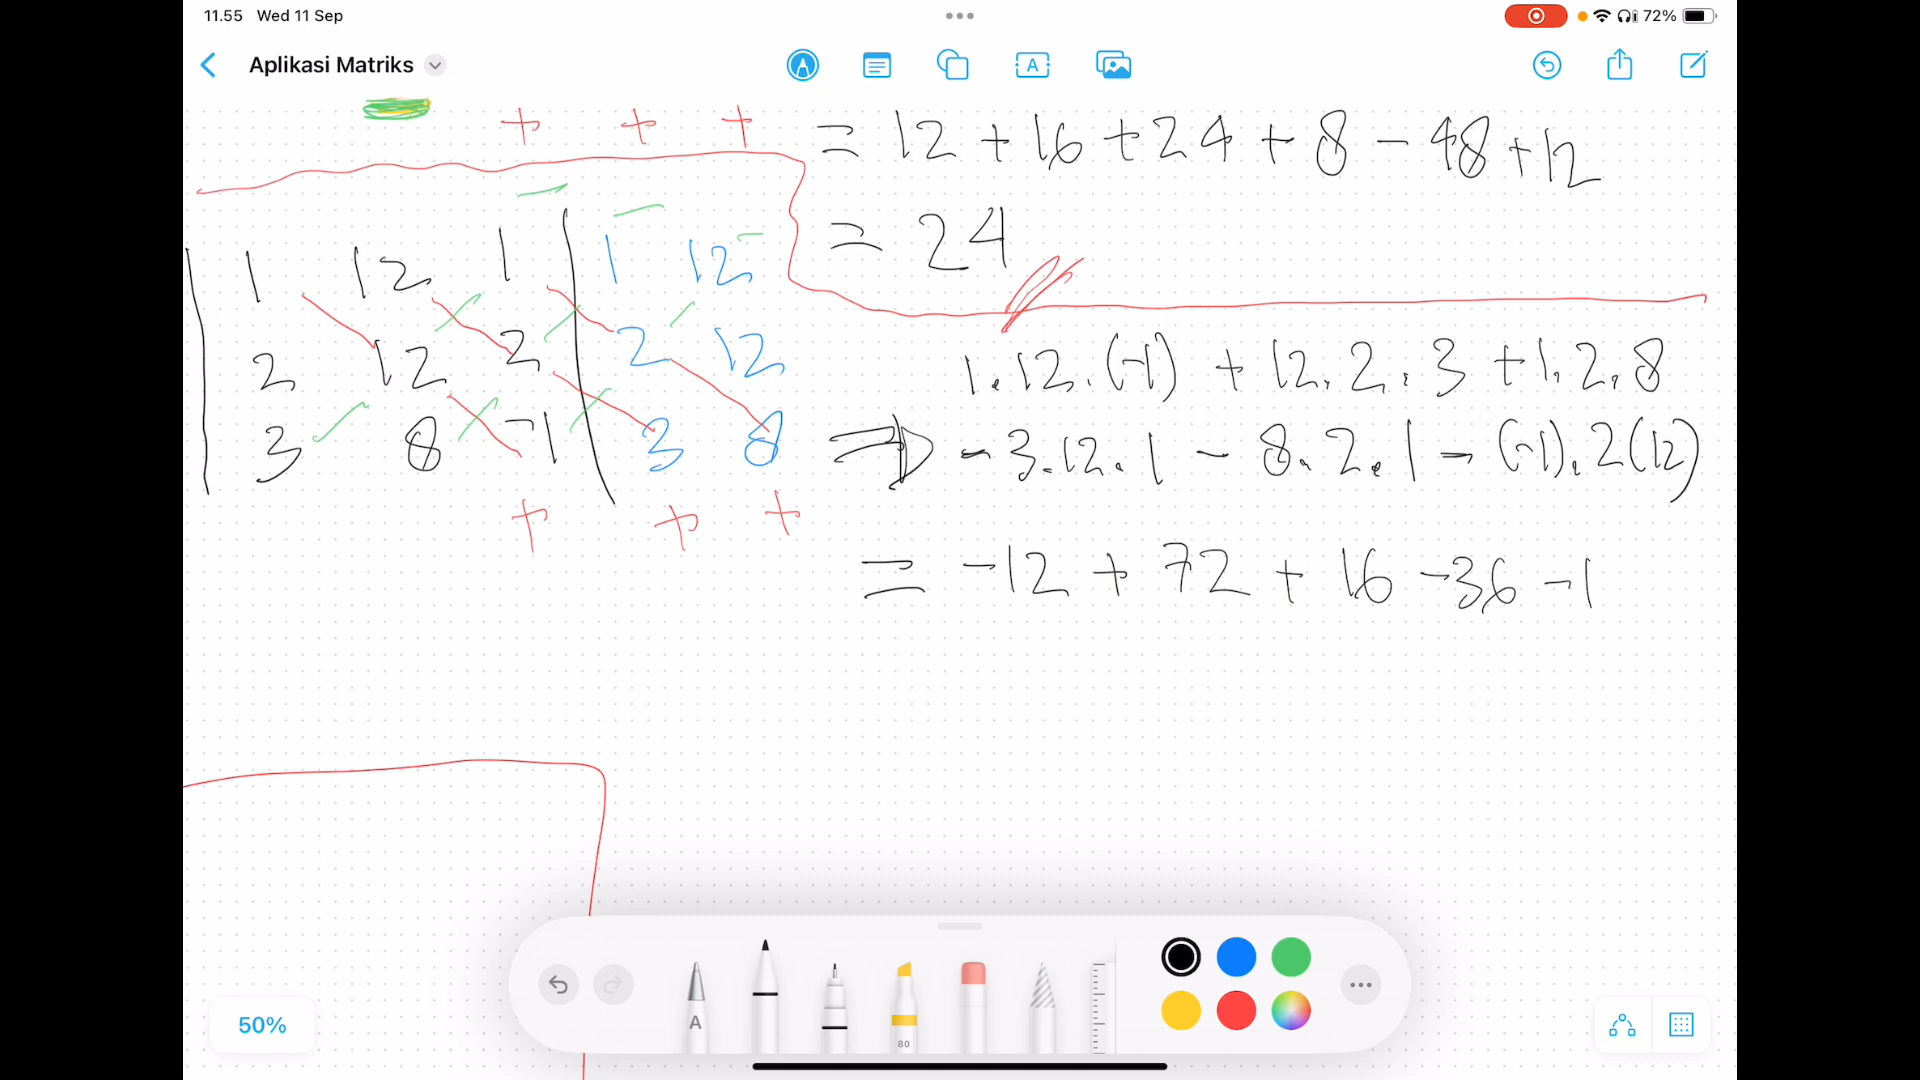 11.55 Wed 11 Sep
72%
Aplikasi Matriks
A
+ + +
= 12 + 16 + 24 + 8 - 48 + 12
= 24
- - -
1 12 1 1 12
2 12 2 2 12
3 8 -1 3 8
+ + +
1.12.(-1) + 12.2.3 + 1.2.8
⇒ - 3.12.1 - 8.2.1 - (-1).2(12)
= -12 + 72 + 16 -36 -1
A
80
50%